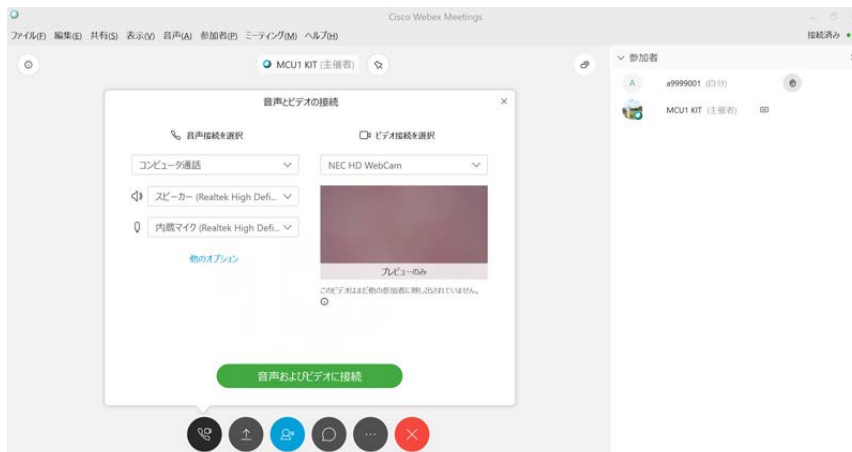 Cisco Webex Meetings
ファイル(F) 編集(E) 共有(S) 表示(V) 音声(A) 参加者(P) ミーティング(M) ヘルプ(H)
接続済み
MCU1 KIT (主催者)
参加者
A a9999001 (自分)
MCU1 KIT (主催者)
音声とビデオの接続
音声接続を選択
ビデオ接続を選択
コンピュータ通話
NEC HD WebCam
スピーカー (Realtek High Defi...
内蔵マイク (Realtek High Defi...
他のオプション
プレビューのみ
このビデオはまだ他の参加者に映し出されていません。
音声およびビデオに接続